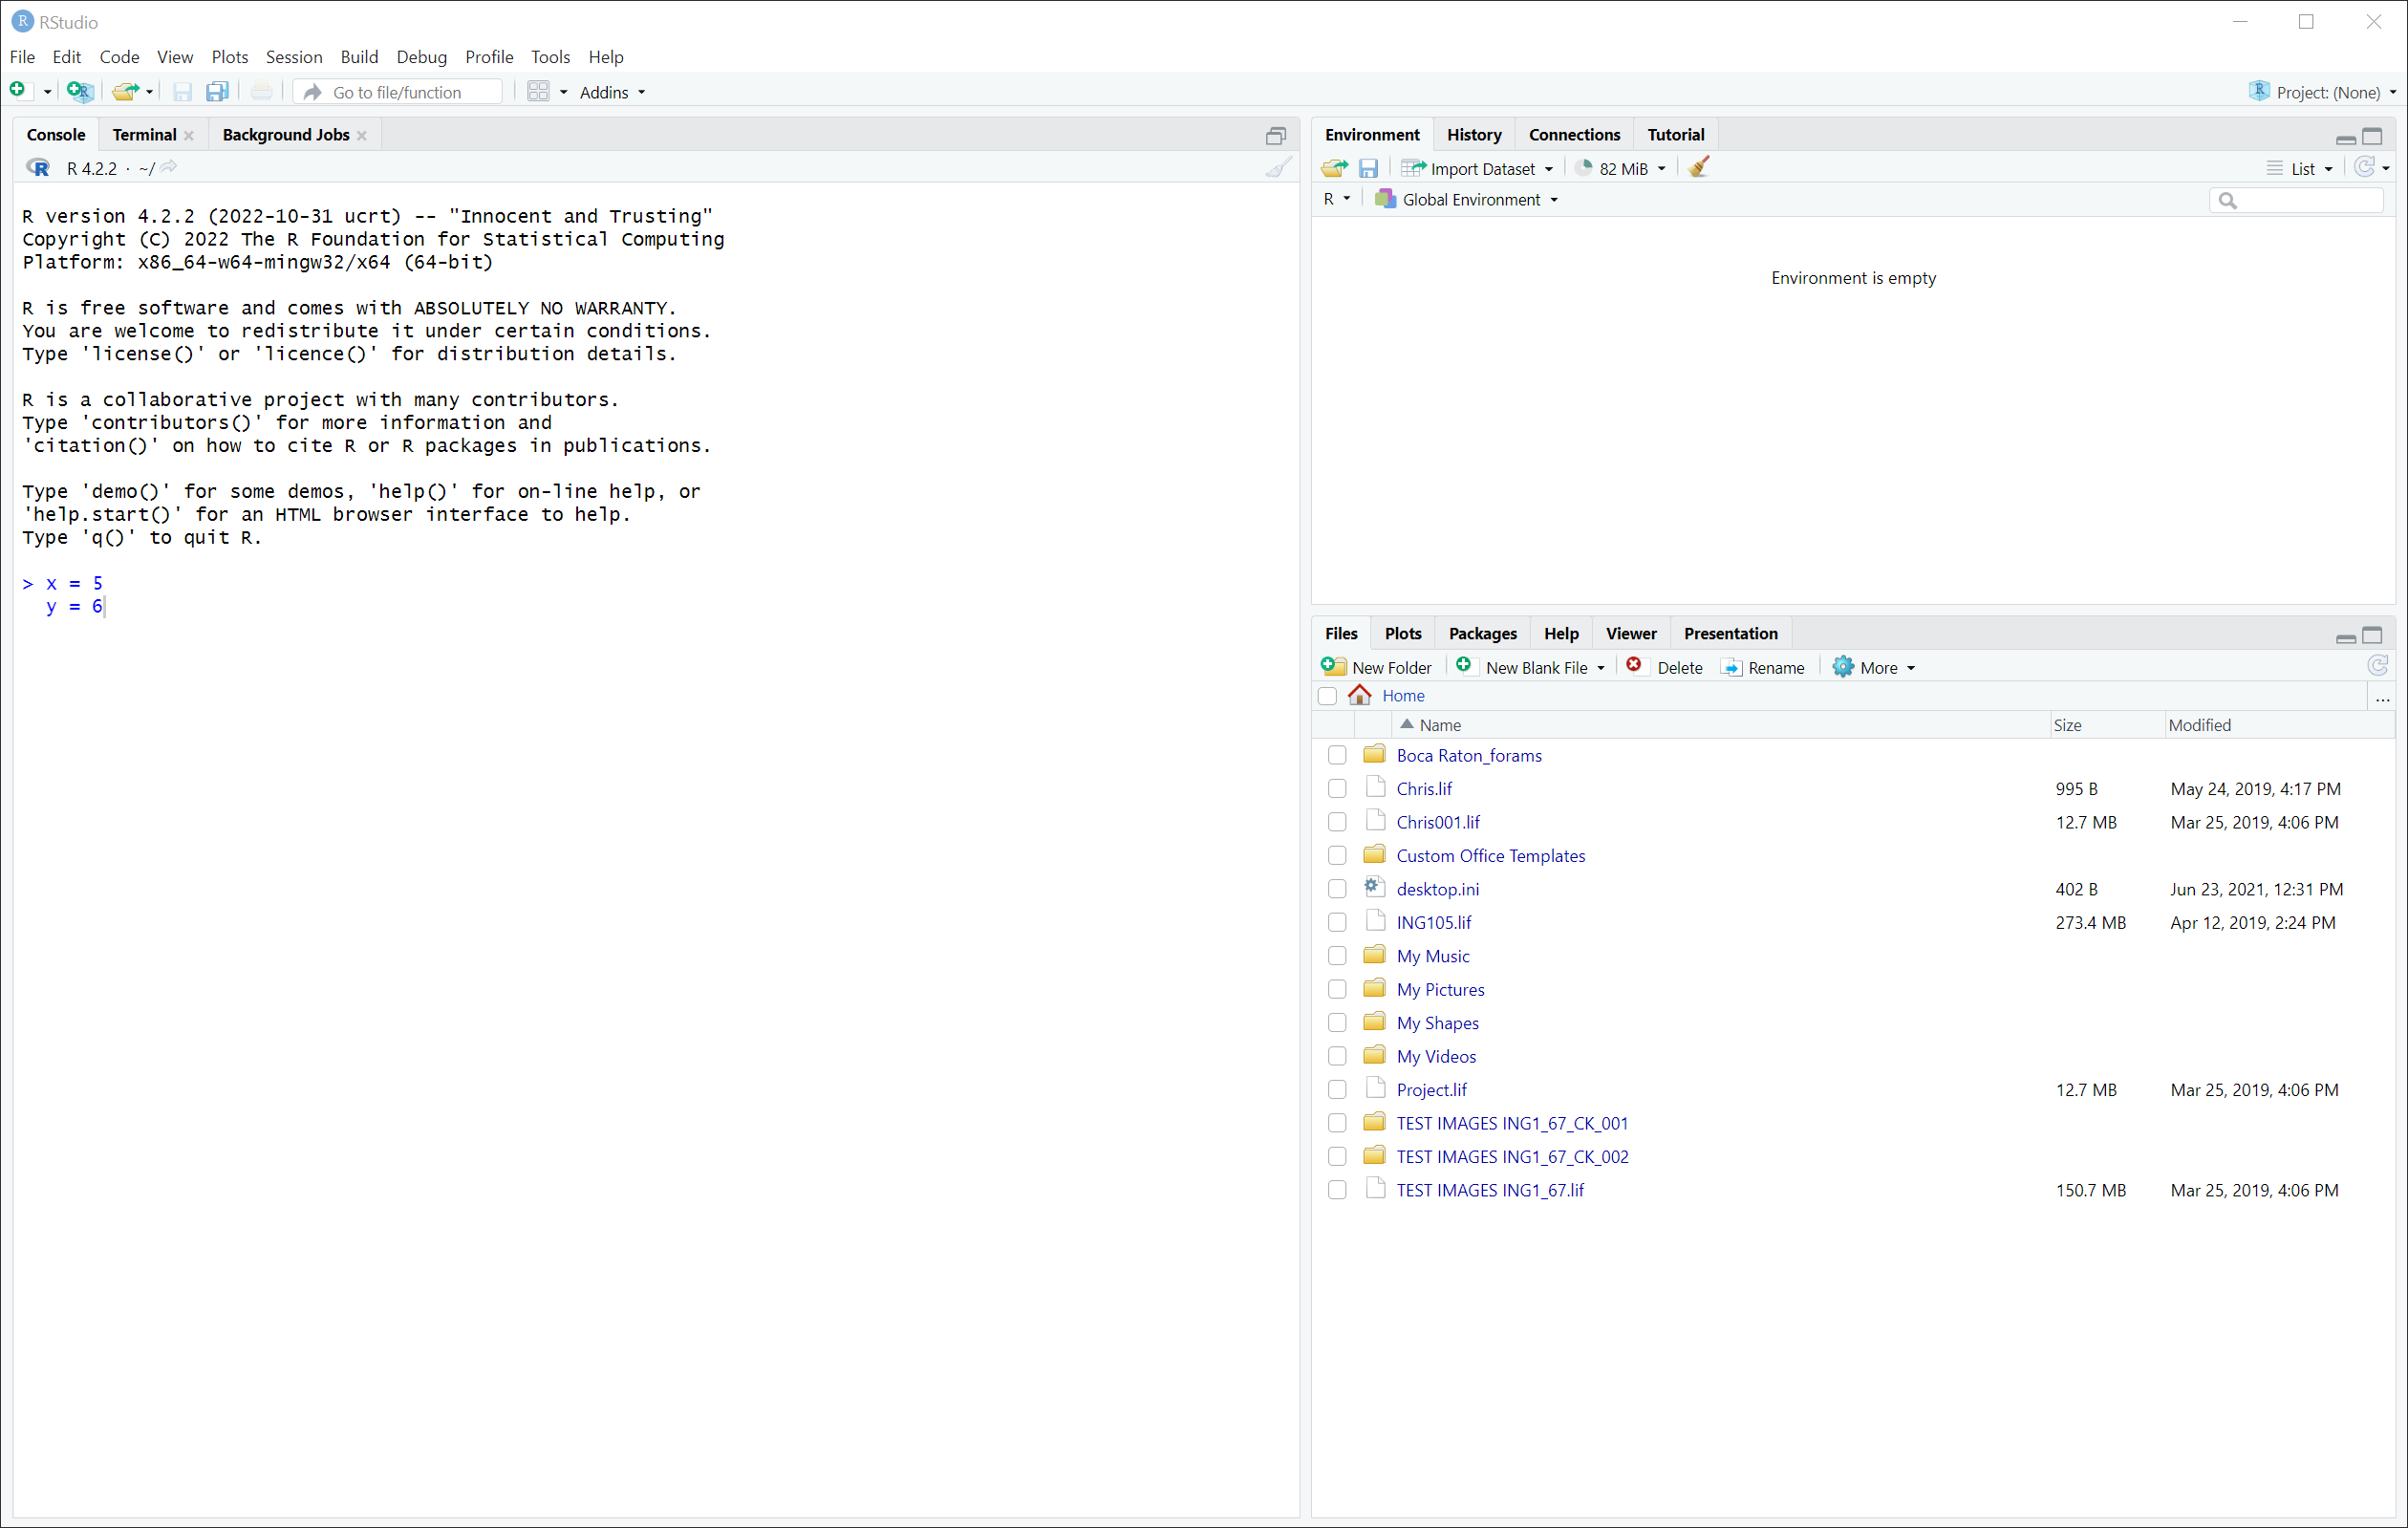 RStudio
File Edit Code View Plots Session Build Debug Profile Tools Help
Go to file/function Addins Project: (None)
Console Terminal Background Jobs
R 4.2.2 · ~/
R version 4.2.2 (2022-10-31 ucrt) -- "Innocent and Trusting"
Copyright (C) 2022 The R Foundation for Statistical Computing
Platform: x86_64-w64-mingw32/x64 (64-bit)
R is free software and comes with ABSOLUTELY NO WARRANTY.
You are welcome to redistribute it under certain conditions.
Type 'license()' or 'licence()' for distribution details.
R is a collaborative project with many contributors.
Type 'contributors()' for more information and
'citation()' on how to cite R or R packages in publications.
Type 'demo()' for some demos, 'help()' for on-line help, or
'help.start()' for an HTML browser interface to help.
Type 'q()' to quit R.
> x = 5
y = 6
Environment History Connections Tutorial
Import Dataset 82 MiB List
R Global Environment
Environment is empty
Files Plots Packages Help Viewer Presentation
New Folder New Blank File Delete Rename More
Home ...
Name Size Modified
Boca Raton_forams
Chris.lif 995 B May 24, 2019, 4:17 PM
Chris001.lif 12.7 MB Mar 25, 2019, 4:06 PM
Custom Office Templates
desktop.ini 402 B Jun 23, 2021, 12:31 PM
ING105.lif 273.4 MB Apr 12, 2019, 2:24 PM
My Music
My Pictures
My Shapes
My Videos
Project.lif 12.7 MB Mar 25, 2019, 4:06 PM
TEST IMAGES ING1_67_CK_001
TEST IMAGES ING1_67_CK_002
TEST IMAGES ING1_67.lif 150.7 MB Mar 25, 2019, 4:06 PM